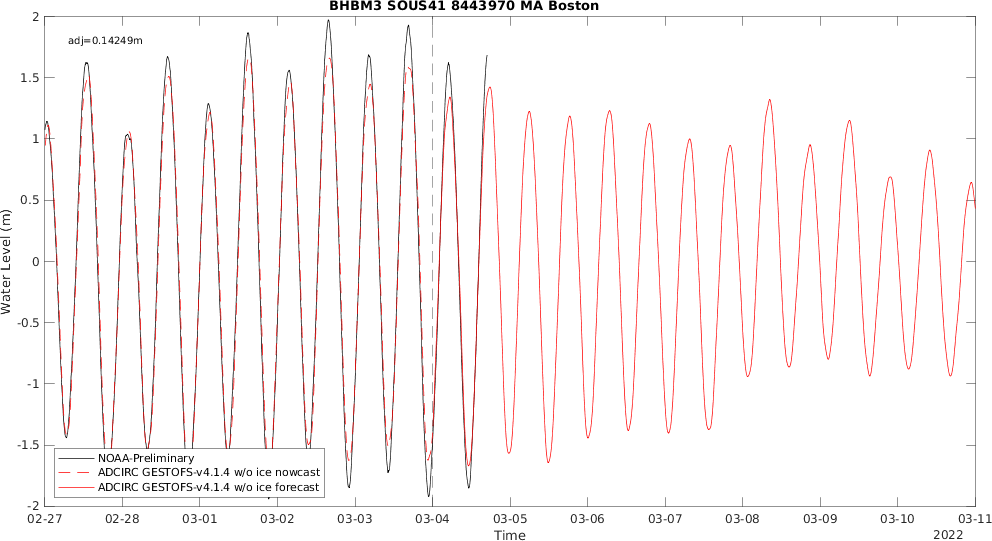 BHBM3 SOUS41 8443970 MA Boston
adj=0.14249m
Water Level (m)
2
1.5
1
0.5
0
-0.5
-1
-1.5
-2
NOAA-Preliminary
ADCIRC GESTOFS-v4.1.4 w/o ice nowcast
ADCIRC GESTOFS-v4.1.4 w/o ice forecast
02-27 02-28 03-01 03-02 03-03 03-04 03-05 03-06 03-07 03-08 03-09 03-10 03-11
Time
2022